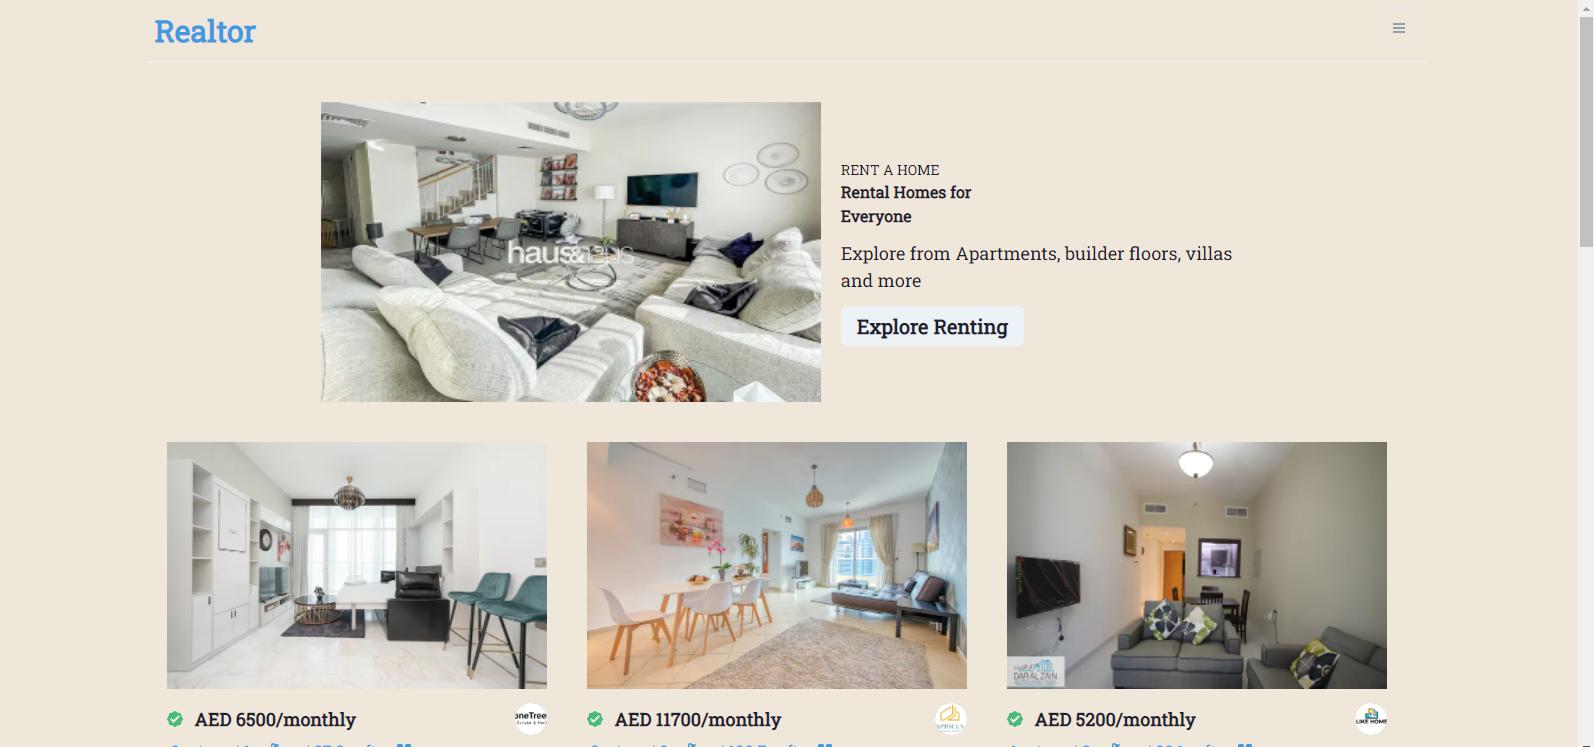 Realtor
RENT A HOME
Rental Homes for
Everyone
Explore from Apartments, builder floors, villas
and more
Explore Renting
haus&haus
DAR AL ZAIN
AED 6500/monthly
oneTree
AED 11700/monthly
AED 5200/monthly
LIKE HOME